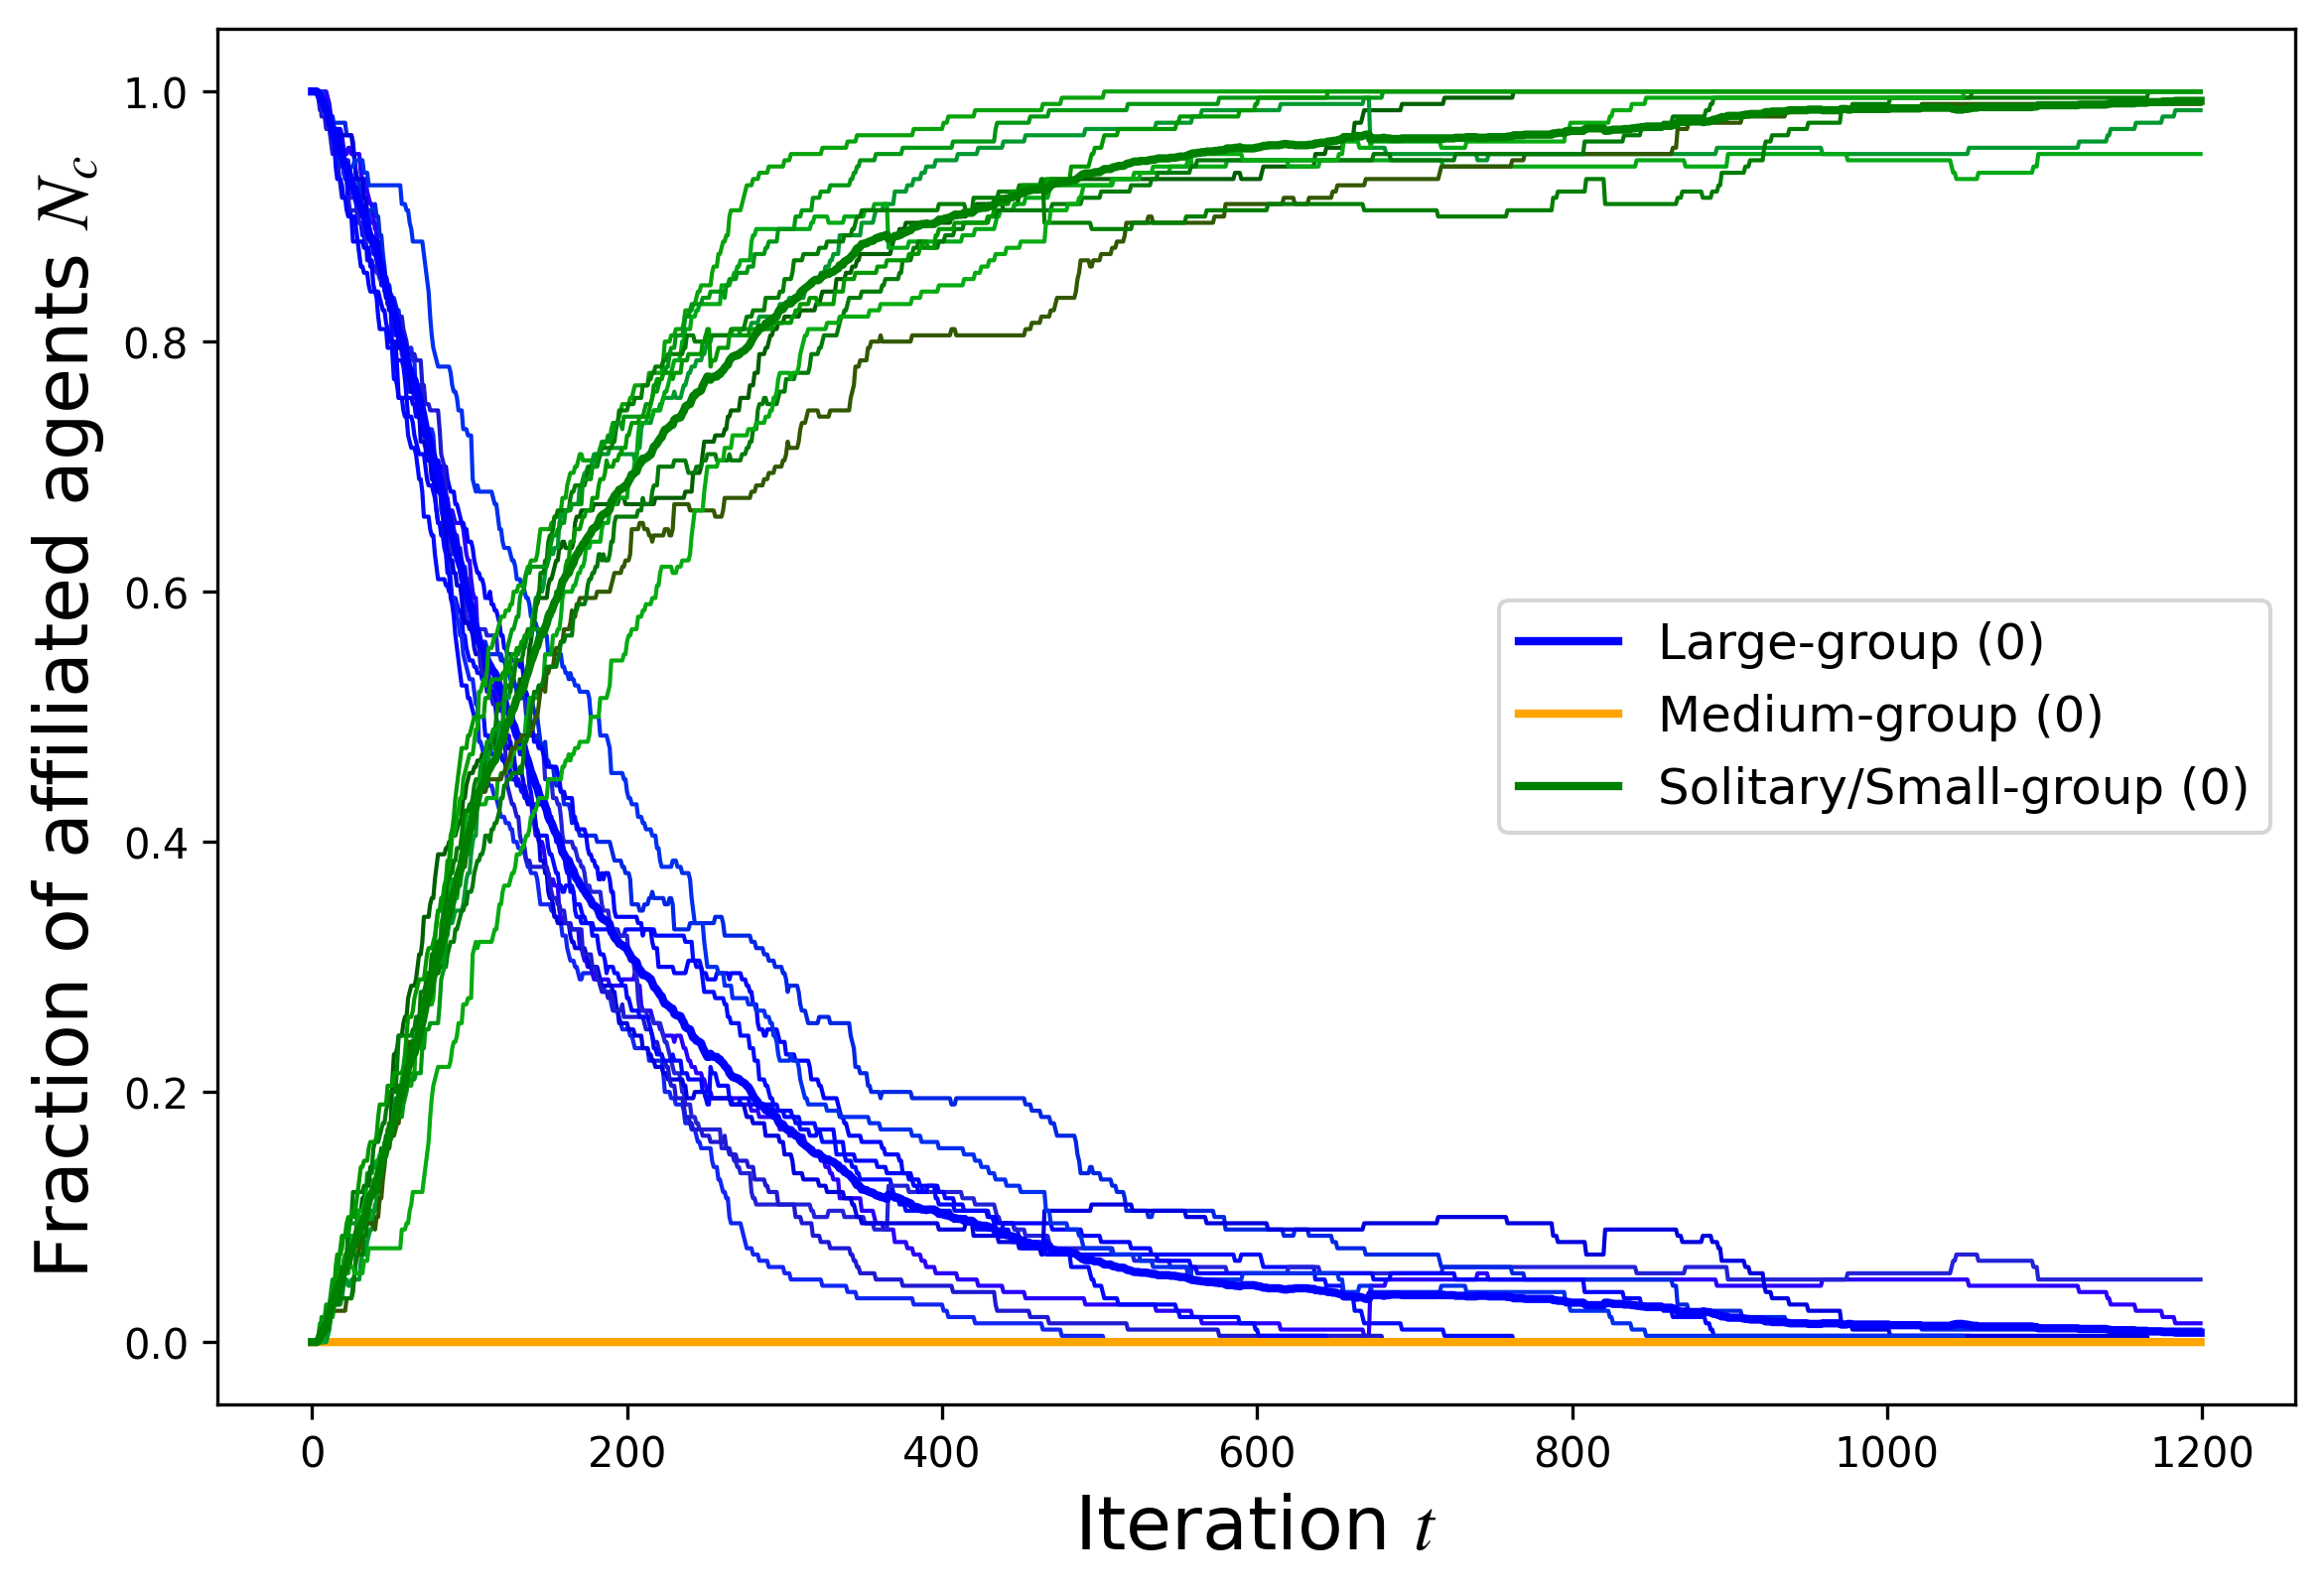 Fraction of affiliated agents N_c
1.0
0.8
0.6
0.4
0.2
0.0
Large-group (0)
Medium-group (0)
Solitary/Small-group (0)
0 200 400 600 800 1000 1200
Iteration t